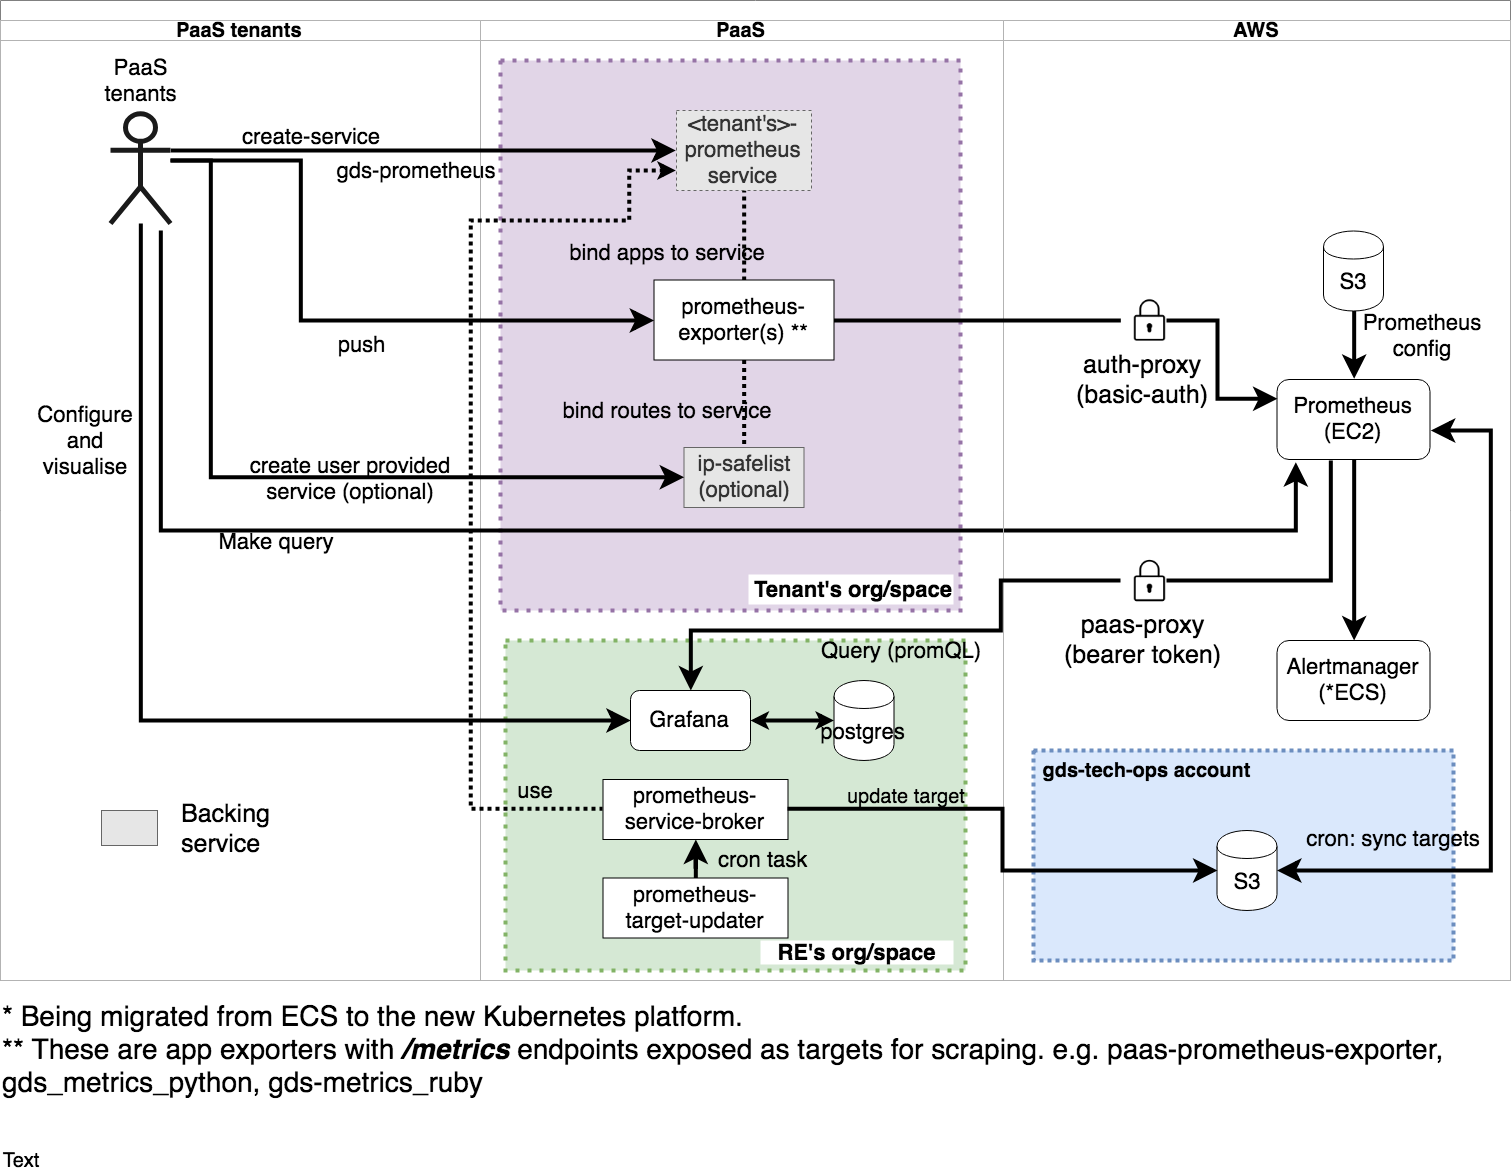 PaaS tenants
PaaS
AWS
PaaS
tenants
create-service
gds-prometheus
<tenant's>-
prometheus
service
bind apps to service
S3
Prometheus
config
prometheus-
exporter(s) **
push
auth-proxy
(basic-auth)
Prometheus
(EC2)
Configure
and
visualise
bind routes to service
create user provided
service (optional)
ip-safelist
(optional)
Make query
Tenant's org/space
paas-proxy
(bearer token)
Query (promQL)
Alertmanager
(*ECS)
Grafana
postgres
gds-tech-ops account
use
prometheus-
service-broker
update target
Backing
service
cron: sync targets
cron task
S3
prometheus-
target-updater
RE's org/space
* Being migrated from ECS to the new Kubernetes platform.
** These are app exporters with /metrics endpoints exposed as targets for scraping. e.g. paas-prometheus-exporter,
gds_metrics_python, gds-metrics_ruby
Text